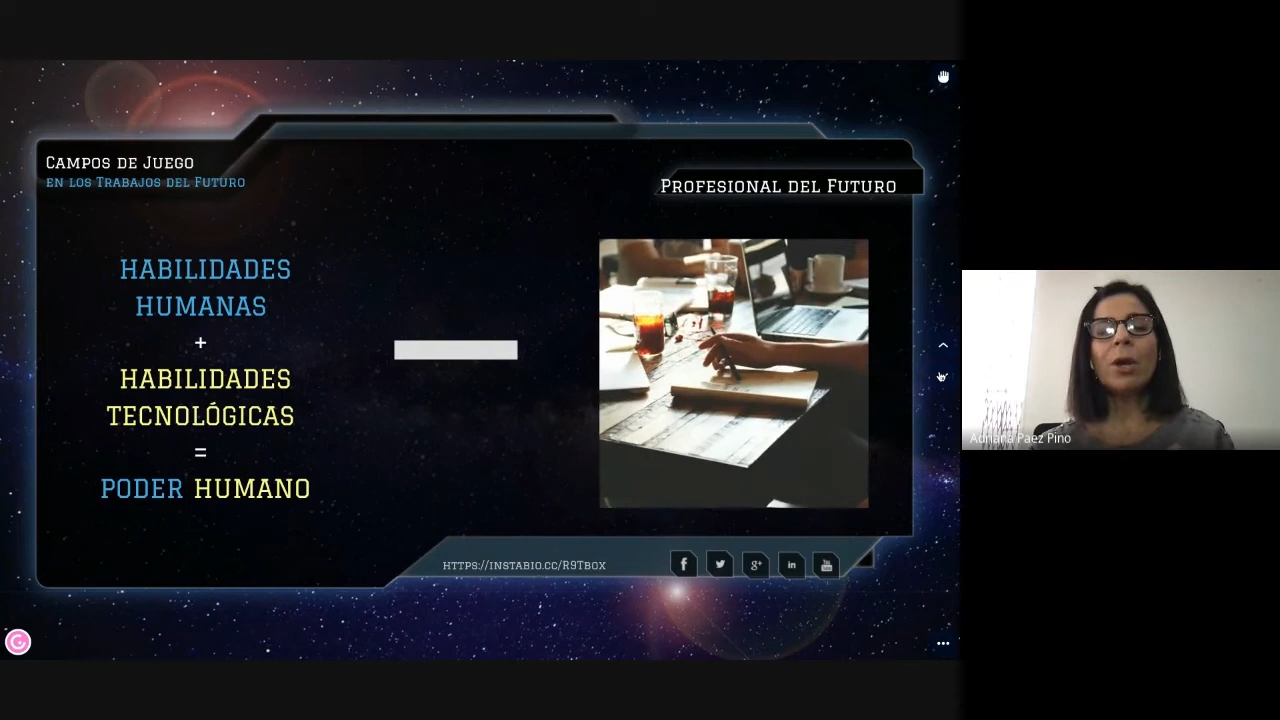 Campos de Juego
en los Trabajos del Futuro
Profesional del Futuro
HABILIDADES
HUMANAS
+
HABILIDADES
TECNOLÓGICAS
=
PODER HUMANO
https://instabio.cc/R9Tbox
Adriana Paez Pino